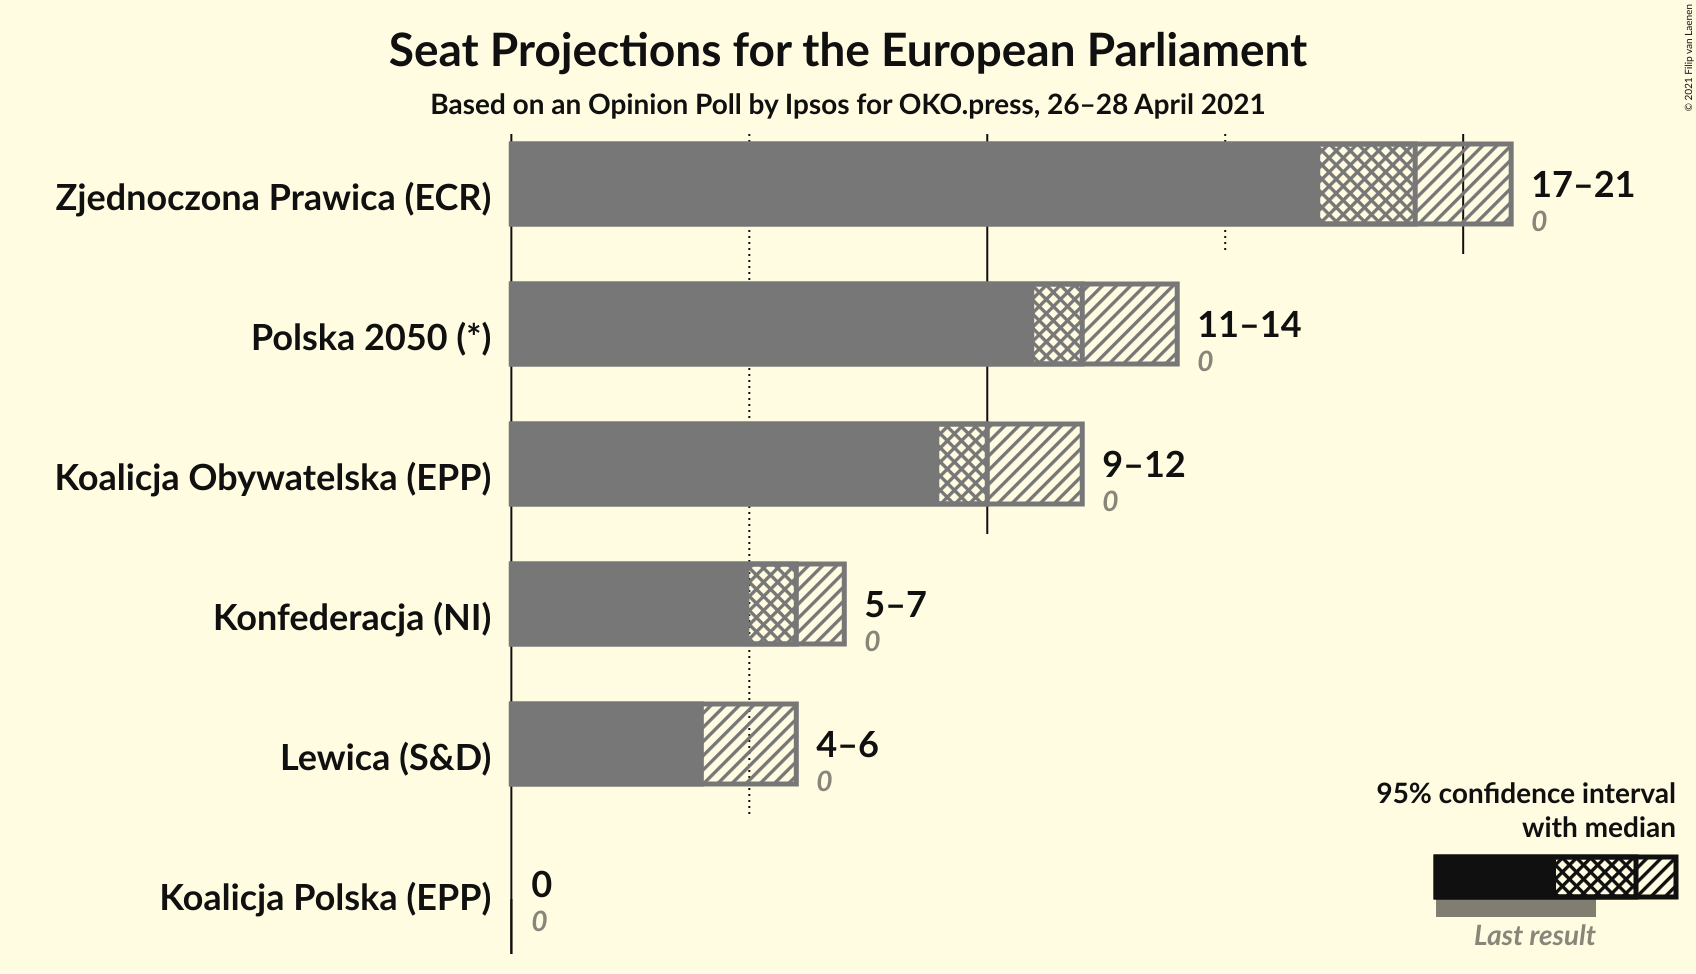 Seat Projections for the European Parliament
Based on an Opinion Poll by Ipsos for OKO.press, 26–28 April 2021
© 2021 Filip van Laenen
Zjednoczona Prawica (ECR)
17–21
0
Polska 2050 (*)
11–14
0
Koalicja Obywatelska (EPP)
9–12
0
Konfederacja (NI)
5–7
0
Lewica (S&D)
4–6
0
Koalicja Polska (EPP)
0
0
95% confidence interval
with median
Last result